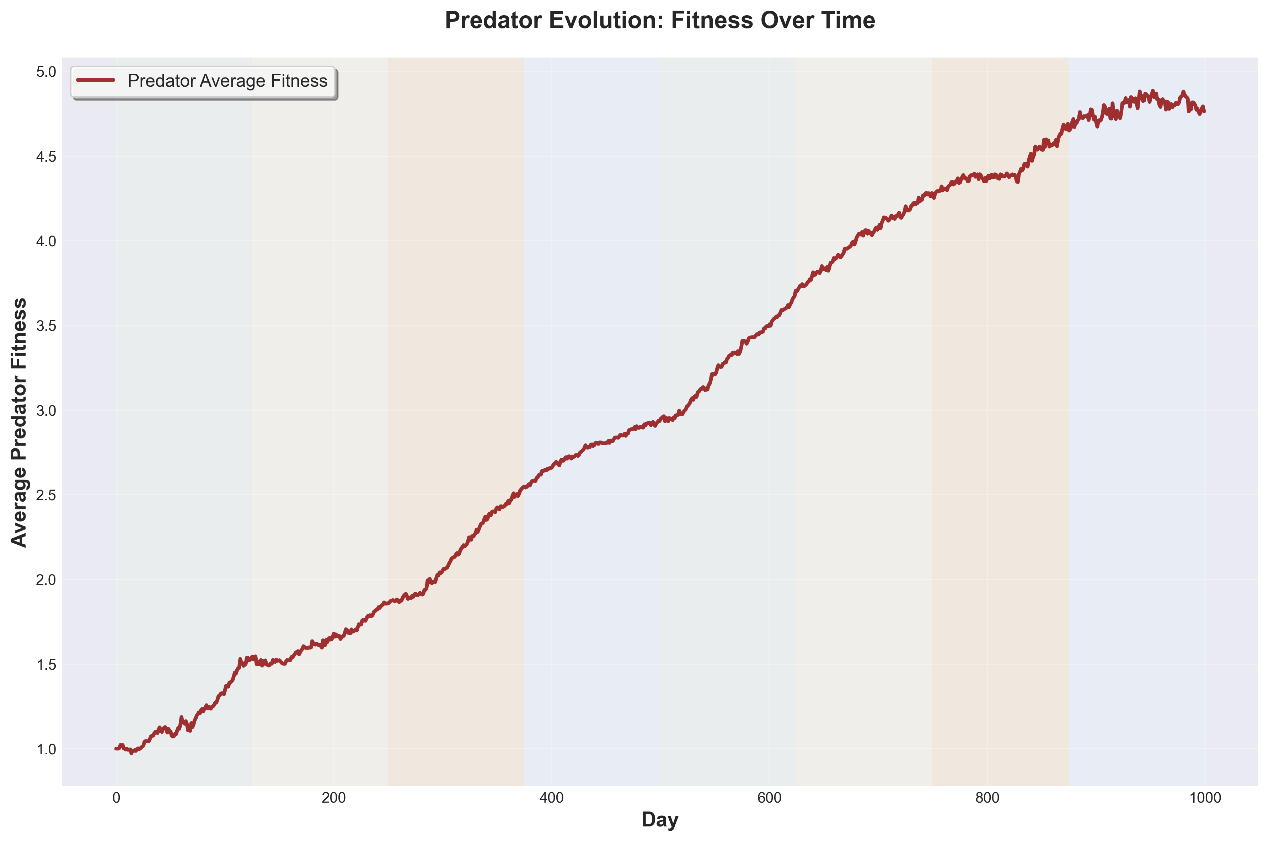 Predator Evolution: Fitness Over Time
Predator Average Fitness
5.0
4.5
4.0
3.5
3.0
2.5
2.0
1.5
1.0
Average Predator Fitness
0 200 400 600 800 1000
Day